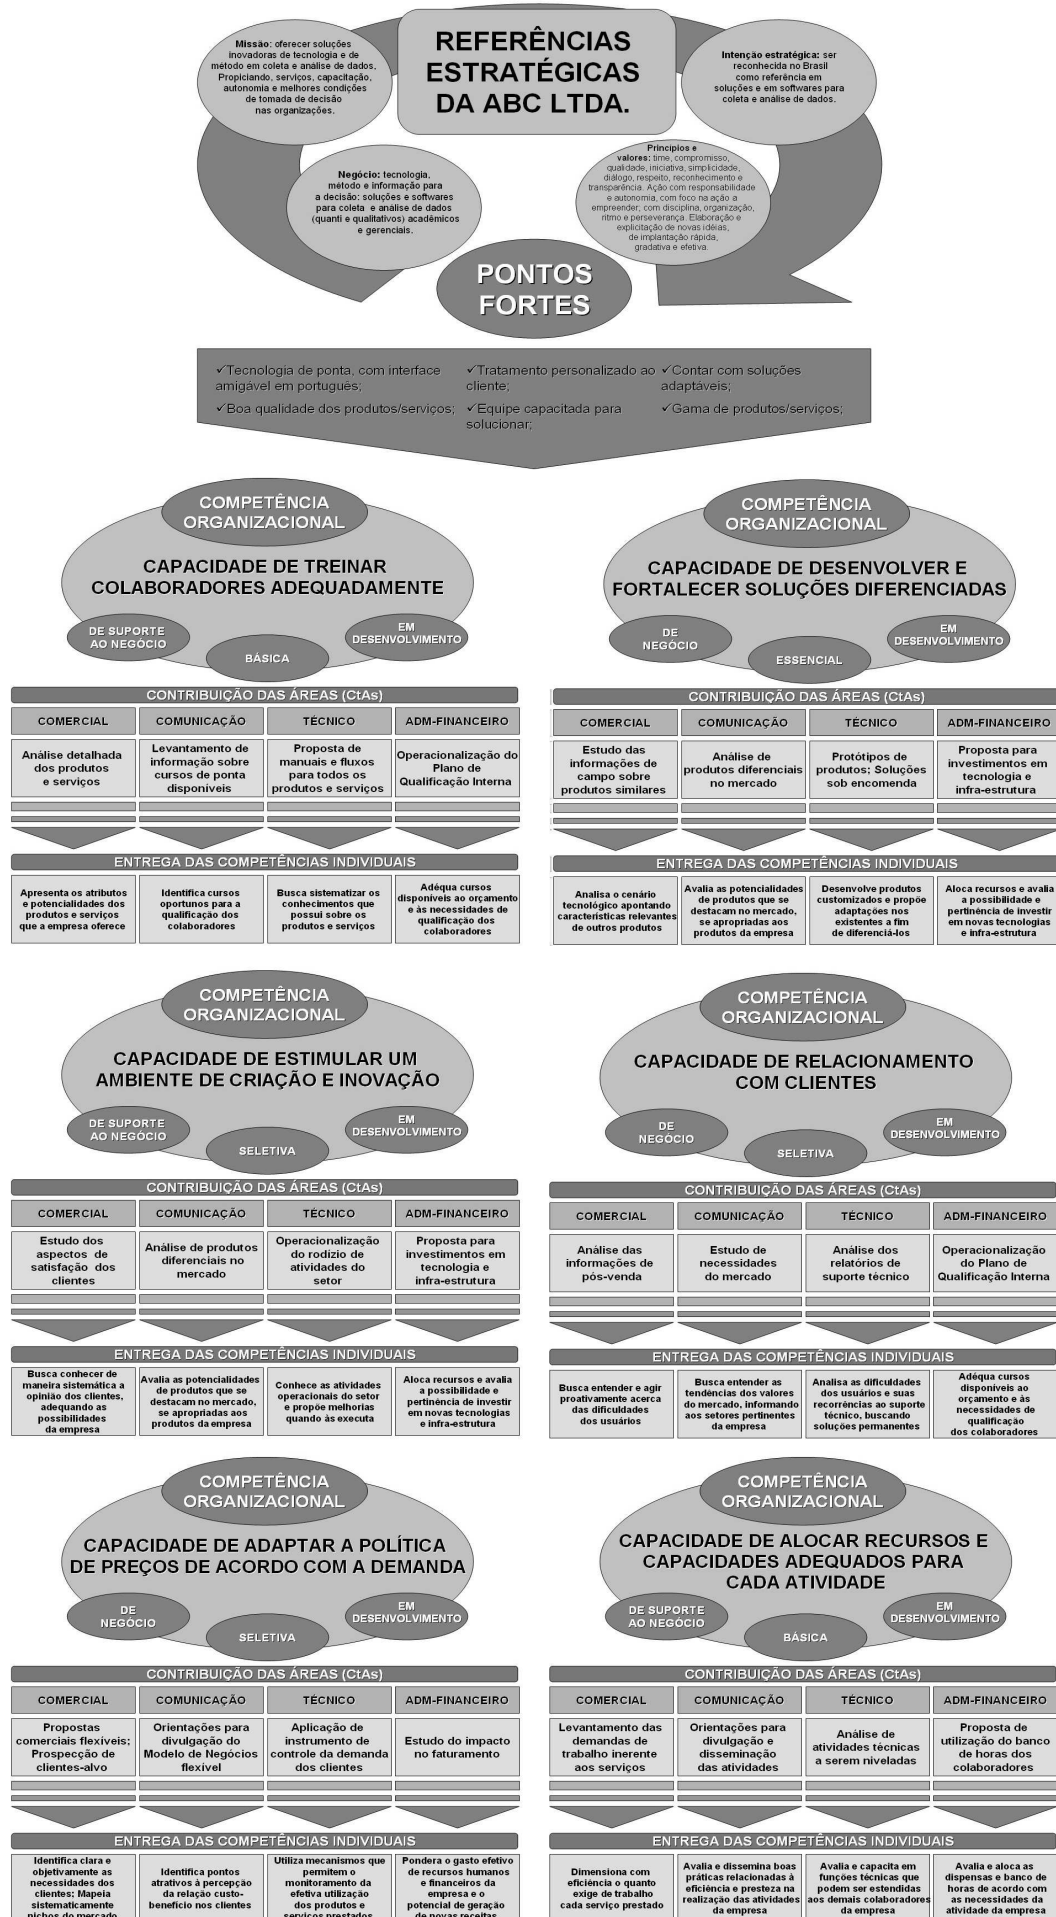 REFERÊNCIAS
ESTRATÉGICAS
DA ABC LTDA.
Missão: oferecer soluções
inovadoras de tecnologia e de
método em coleta e análise de dados,
Propiciando, serviços, capacitação,
autonomia e melhores condições
de tomada de decisão
nas organizações.
Intenção estratégica: ser
reconhecida no Brasil
como referência em
soluções e em softwares para
coleta e análise de dados.
Negócio: tecnologia,
método e informação para
a decisão: soluções e softwares
para coleta e análise de dados
(quanti e qualitativos) acadêmicos
e gerenciais.
Princípios e
valores: time, compromisso,
qualidade, iniciativa, simplicidade,
diálogo, respeito, reconhecimento e
transparência. Ação com responsabilidade
e autonomia, com foco na ação a
empreender; com disciplina, organização,
ritmo e perseverança. Elaboração e
explicitação de novas idéias,
de implantação rápida,
gradativa e efetiva.
PONTOS
FORTES
✓Tecnologia de ponta, com interface
amigável em português;
✓Boa qualidade dos produtos/serviços;
✓Tratamento personalizado ao
cliente;
✓Equipe capacitada para
solucionar;
✓Contar com soluções
adaptáveis;
✓Gama de produtos/serviços;
COMPETÊNCIA
ORGANIZACIONAL
CAPACIDADE DE TREINAR
COLABORADORES ADEQUADAMENTE
DE SUPORTE
AO NEGÓCIO
BÁSICA
EM
DESENVOLVIMENTO
CONTRIBUIÇÃO DAS ÁREAS (CtAs)
COMERCIAL
COMUNICAÇÃO
TÉCNICO
ADM-FINANCEIRO
Análise detalhada
dos produtos
e serviços
Levantamento de
informação sobre
cursos de ponta
disponíveis
Proposta de
manuais e fluxos
para todos os
produtos e serviços
Operacionalização do
Plano de
Qualificação Interna
ENTREGA DAS COMPETÊNCIAS INDIVIDUAIS
Apresenta os atributos
e potencialidades dos
produtos e serviços
que a empresa oferece
Identifica cursos
oportunos para a
qualificação dos
colaboradores
Busca sistematizar os
conhecimentos que
possui sobre os
produtos e serviços
Adéqua cursos
disponíveis ao orçamento
e às necessidades de
qualificação dos
colaboradores
COMPETÊNCIA
ORGANIZACIONAL
CAPACIDADE DE DESENVOLVER E
FORTALECER SOLUÇÕES DIFERENCIADAS
DE
NEGÓCIO
ESSENCIAL
EM
DESENVOLVIMENTO
CONTRIBUIÇÃO DAS ÁREAS (CtAs)
COMERCIAL
COMUNICAÇÃO
TÉCNICO
ADM-FINANCEIRO
Estudo das
informações de
campo sobre
produtos similares
Análise de
produtos diferenciais
no mercado
Protótipos de
produtos; Soluções
sob encomenda
Proposta para
investimentos em
tecnologia e
infra-estrutura
ENTREGA DAS COMPETÊNCIAS INDIVIDUAIS
Analisa o cenário
tecnológico apontando
características relevantes
de outros produtos
Avalia as potencialidades
de produtos que se
destacam no mercado,
se apropriadas aos
produtos da empresa
Desenvolve produtos
customizados e propõe
adaptações nos
existentes a fim
de diferenciá-los
Aloca recursos e avalia
a possibilidade e
pertinência de investir
em novas tecnologias
e infra-estrutura
COMPETÊNCIA
ORGANIZACIONAL
CAPACIDADE DE ESTIMULAR UM
AMBIENTE DE CRIAÇÃO E INOVAÇÃO
DE SUPORTE
AO NEGÓCIO
SELETIVA
EM
DESENVOLVIMENTO
CONTRIBUIÇÃO DAS ÁREAS (CtAs)
COMERCIAL
COMUNICAÇÃO
TÉCNICO
ADM-FINANCEIRO
Estudo dos
aspectos de
satisfação dos
clientes
Análise de produtos
diferenciais no
mercado
Operacionalização
do rodízio de
atividades do
setor
Proposta para
investimentos em
tecnologia e
infra-estrutura
ENTREGA DAS COMPETÊNCIAS INDIVIDUAIS
Busca conhecer de
maneira sistemática a
opinião dos clientes,
adequando as
possibilidades
da empresa
Avalia as potencialidades
de produtos que se
destacam no mercado,
se apropriadas aos
produtos da empresa
Conhece as atividades
operacionais do setor
e propõe melhorias
quando às executa
Aloca recursos e avalia
a possibilidade e
pertinência de investir
em novas tecnologias
e infra-estrutura
COMPETÊNCIA
ORGANIZACIONAL
CAPACIDADE DE RELACIONAMENTO
COM CLIENTES
DE
NEGÓCIO
SELETIVA
EM
DESENVOLVIMENTO
CONTRIBUIÇÃO DAS ÁREAS (CtAs)
COMERCIAL
COMUNICAÇÃO
TÉCNICO
ADM-FINANCEIRO
Análise das
informações de
pós-venda
Estudo de
necessidades
do mercado
Análise dos
relatórios de
suporte técnico
Operacionalização
do Plano de
Qualificação Interna
ENTREGA DAS COMPETÊNCIAS INDIVIDUAIS
Busca entender e agir
proativamente acerca
das dificuldades
dos usuários
Busca entender as
tendências dos valores
do mercado, informando
aos setores pertinentes
da empresa
Analisa as dificuldades
dos usuários e suas
recorrências ao suporte
técnico, buscando
soluções permanentes
Adéqua cursos
disponíveis ao
orçamento e às
necessidades de
qualificação
dos colaboradores
COMPETÊNCIA
ORGANIZACIONAL
CAPACIDADE DE ADAPTAR A POLÍTICA
DE PREÇOS DE ACORDO COM A DEMANDA
DE
NEGÓCIO
SELETIVA
EM
DESENVOLVIMENTO
CONTRIBUIÇÃO DAS ÁREAS (CtAs)
COMERCIAL
COMUNICAÇÃO
TÉCNICO
ADM-FINANCEIRO
Propostas
comerciais flexíveis;
Prospecção de
clientes-alvo
Orientações para
divulgação do
Modelo de Negócios
flexível
Aplicação de
instrumento de
controle da demanda
dos clientes
Estudo do impacto
no faturamento
ENTREGA DAS COMPETÊNCIAS INDIVIDUAIS
Identifica clara e
objetivamente as
necessidades dos
clientes; Mapeia
sistematicamente
nichos do mercado
Identifica pontos
atrativos à percepção
da relação custo-
benefício nos clientes
Utiliza mecanismos que
permitem o
monitoramento da
efetiva utilização
dos produtos e
serviços prestados
Pondera o gasto efetivo
de recursos humanos
e financeiros da
empresa e o
potencial de geração
de novas receitas
COMPETÊNCIA
ORGANIZACIONAL
CAPACIDADE DE ALOCAR RECURSOS E
CAPACIDADES ADEQUADOS PARA
CADA ATIVIDADE
DE SUPORTE
AO NEGÓCIO
BÁSICA
EM
DESENVOLVIMENTO
CONTRIBUIÇÃO DAS ÁREAS (CtAs)
COMERCIAL
COMUNICAÇÃO
TÉCNICO
ADM-FINANCEIRO
Levantamento das
demandas de
trabalho inerente
aos serviços
Orientações para
divulgação e
disseminação
das atividades
Análise de
atividades técnicas
a serem niveladas
Proposta de
utilização do banco
de horas dos
colaboradores
ENTREGA DAS COMPETÊNCIAS INDIVIDUAIS
Dimensiona com
eficiência o quanto
exige de trabalho
cada serviço prestado
Avalia e dissemina boas
práticas relacionadas à
eficiência e presteza na
realização das atividades
da empresa
Avalia e capacita em
funções técnicas que
podem ser estendidas
aos demais colaboradores
da empresa
Avalia e aloca as
dispensas e banco de
horas de acordo com
as necessidades da
atividade da empresa